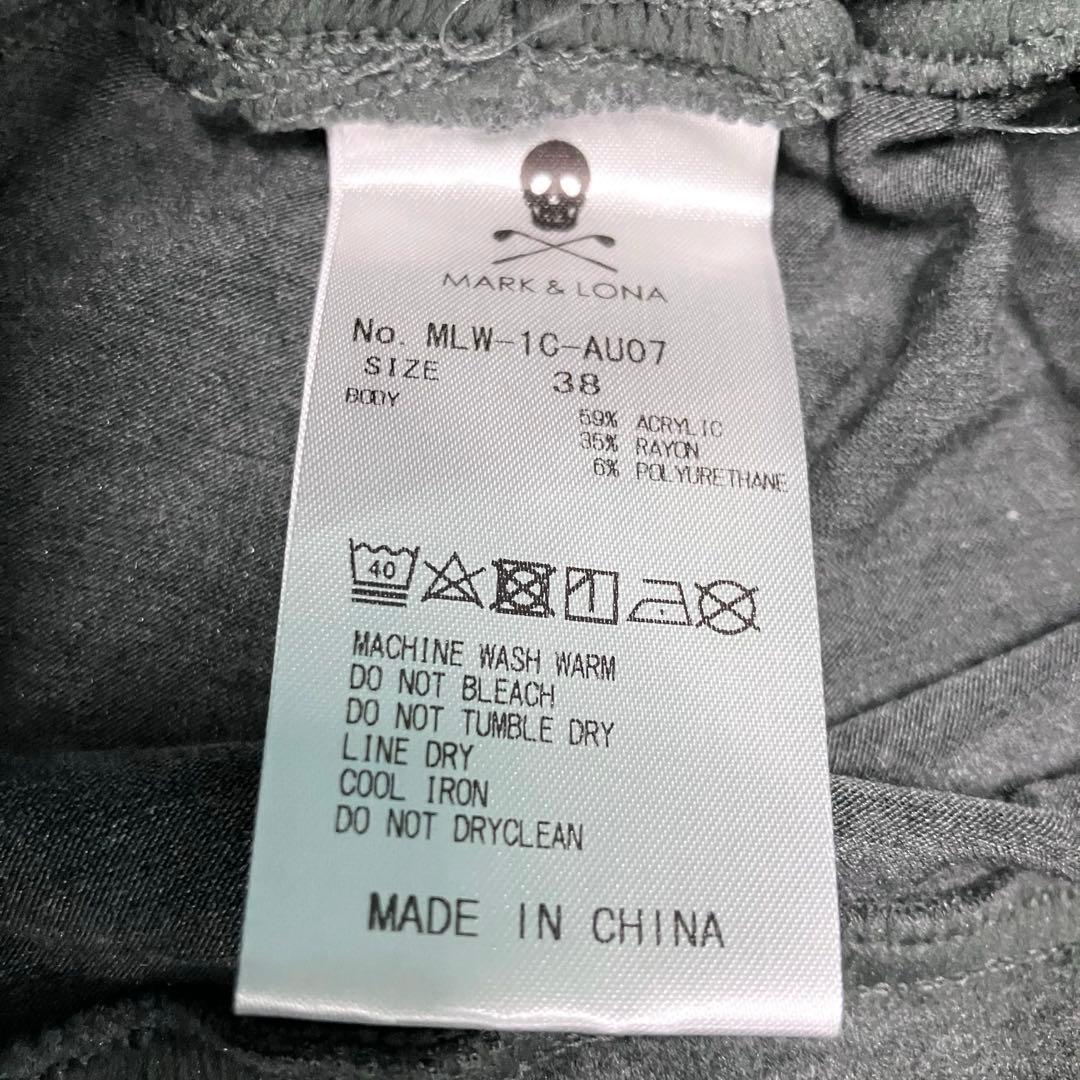 MARK & LONA
No. MLW-1C-AU07
SIZE 38
BODY
59% ACRYLIC
35% RAYON
6% POLYURETHANE
40
MACHINE WASH WARM
DO NOT BLEACH
DO NOT TUMBLE DRY
LINE DRY
COOL IRON
DO NOT DRYCLEAN
MADE IN CHINA